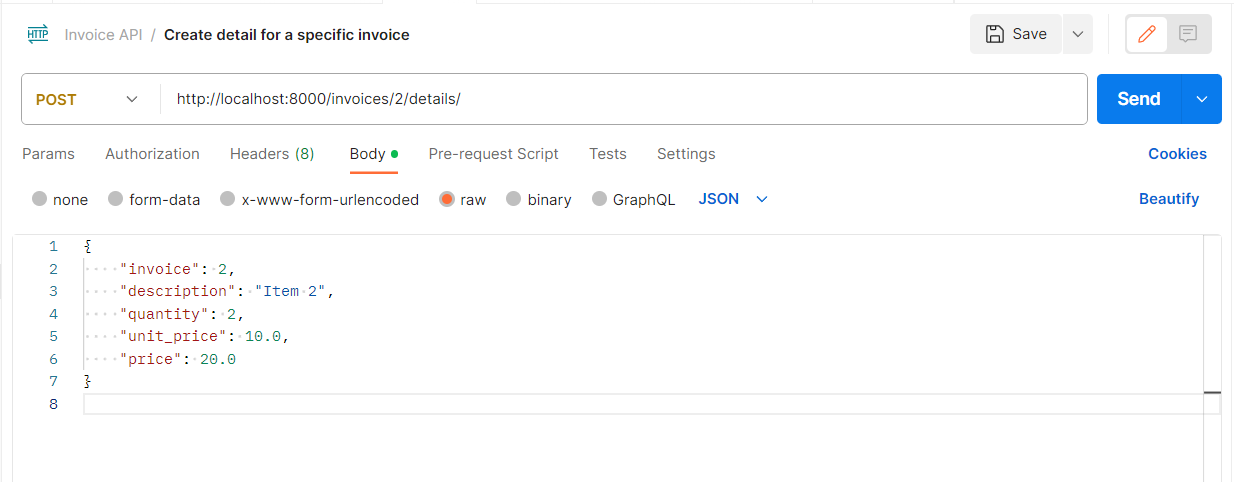 HTTP Invoice API / Create detail for a specific invoice Save
POST http://localhost:8000/invoices/2/details/ Send
Params Authorization Headers (8) Body Pre-request Script Tests Settings Cookies
none form-data x-www-form-urlencoded raw binary GraphQL JSON Beautify
1 {
2 "invoice": 2,
3 "description": "Item 2",
4 "quantity": 2,
5 "unit_price": 10.0,
6 "price": 20.0
7 }
8